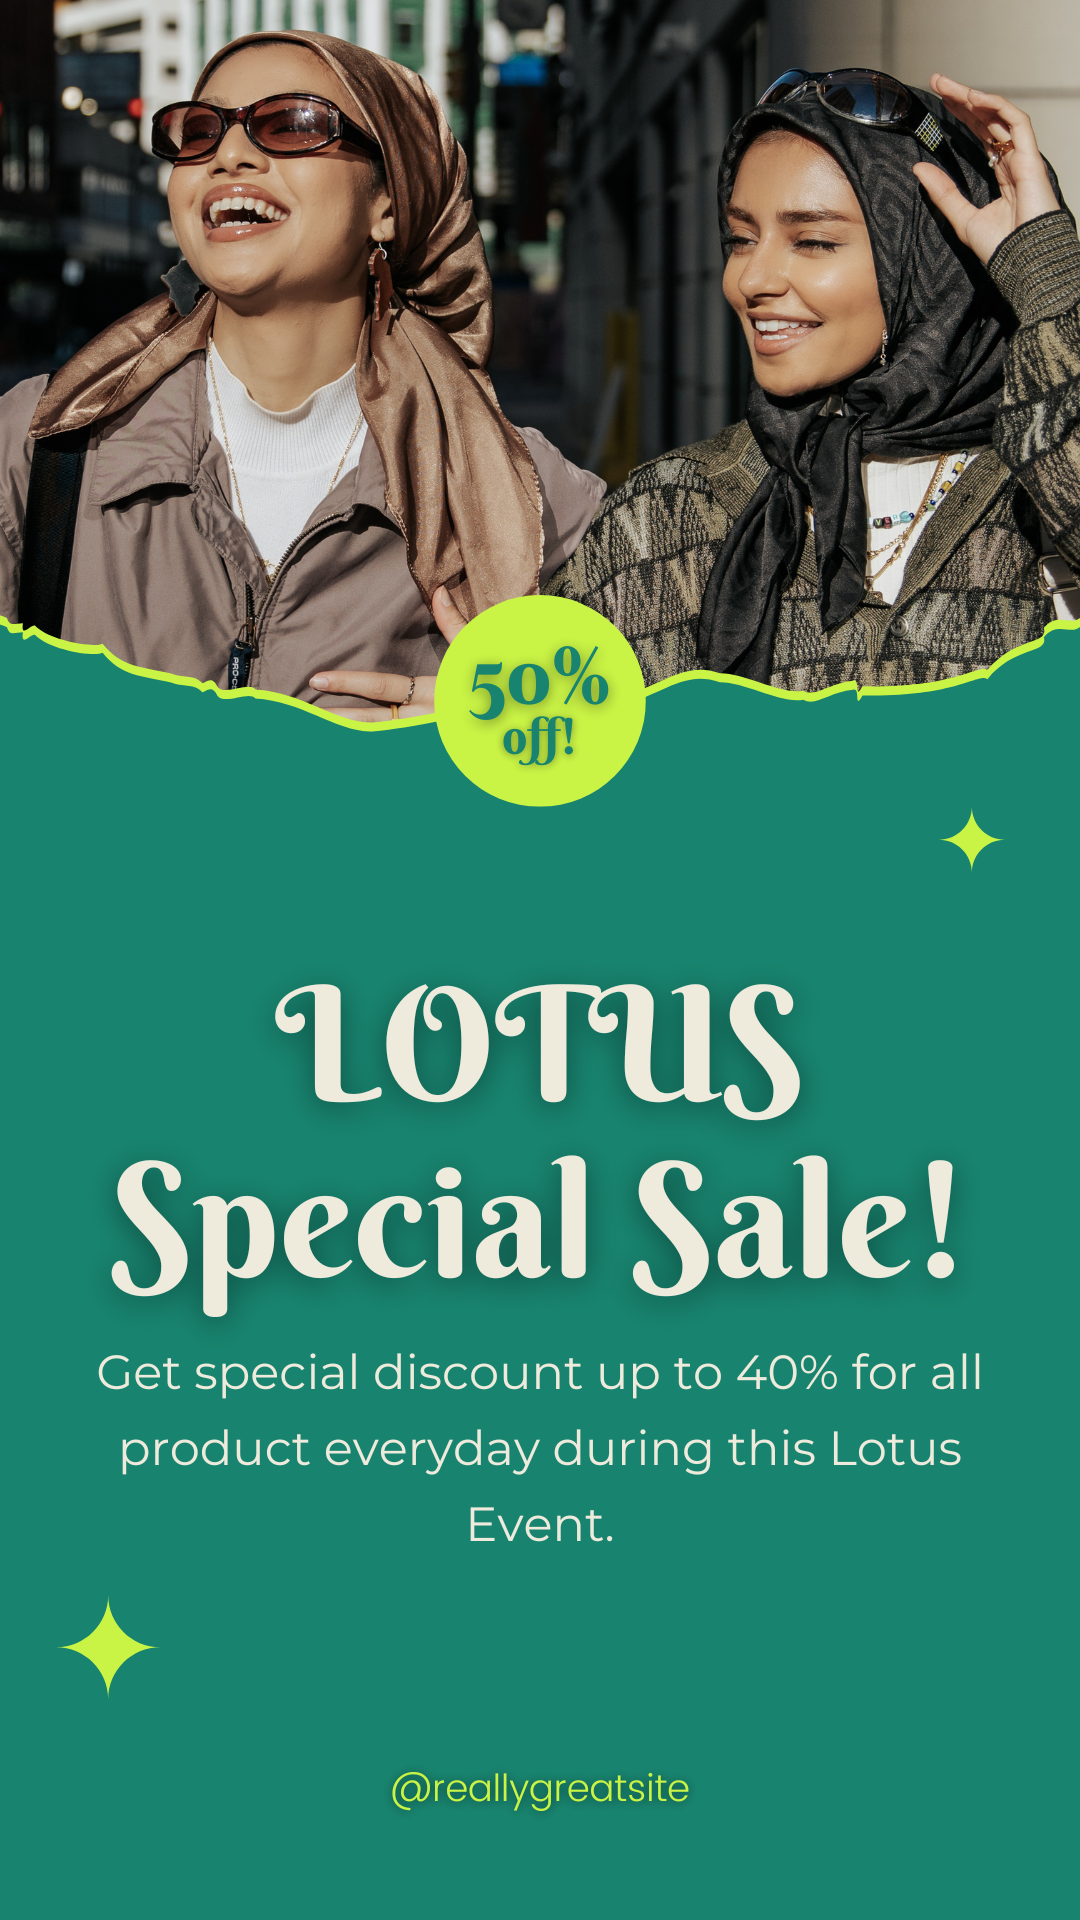 50%
off!
LOTUS
Special Sale!
Get special discount up to 40% for all
product everyday during this Lotus
Event.
@reallygreatsite